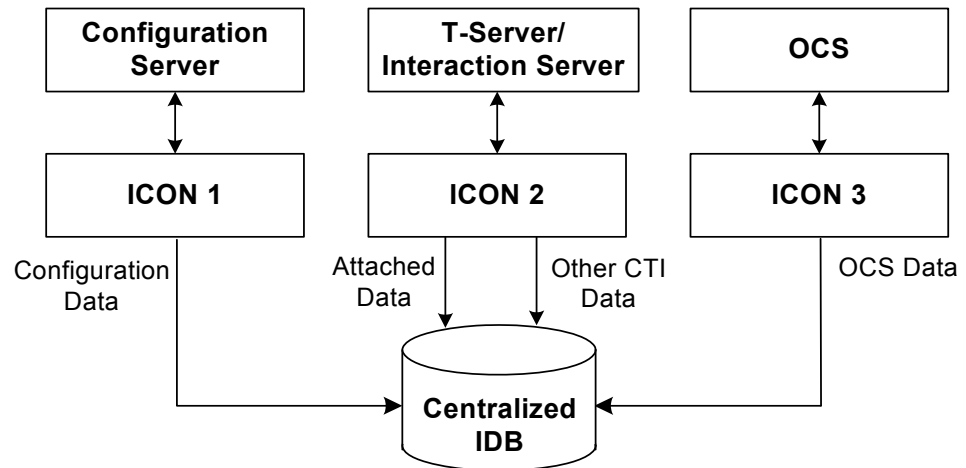 Configuration
Server
T-Server/
Interaction Server
OCS
ICON 1
ICON 2
ICON 3
Configuration
Data
Attached
Data
Other CTI
Data
OCS Data
Centralized
IDB